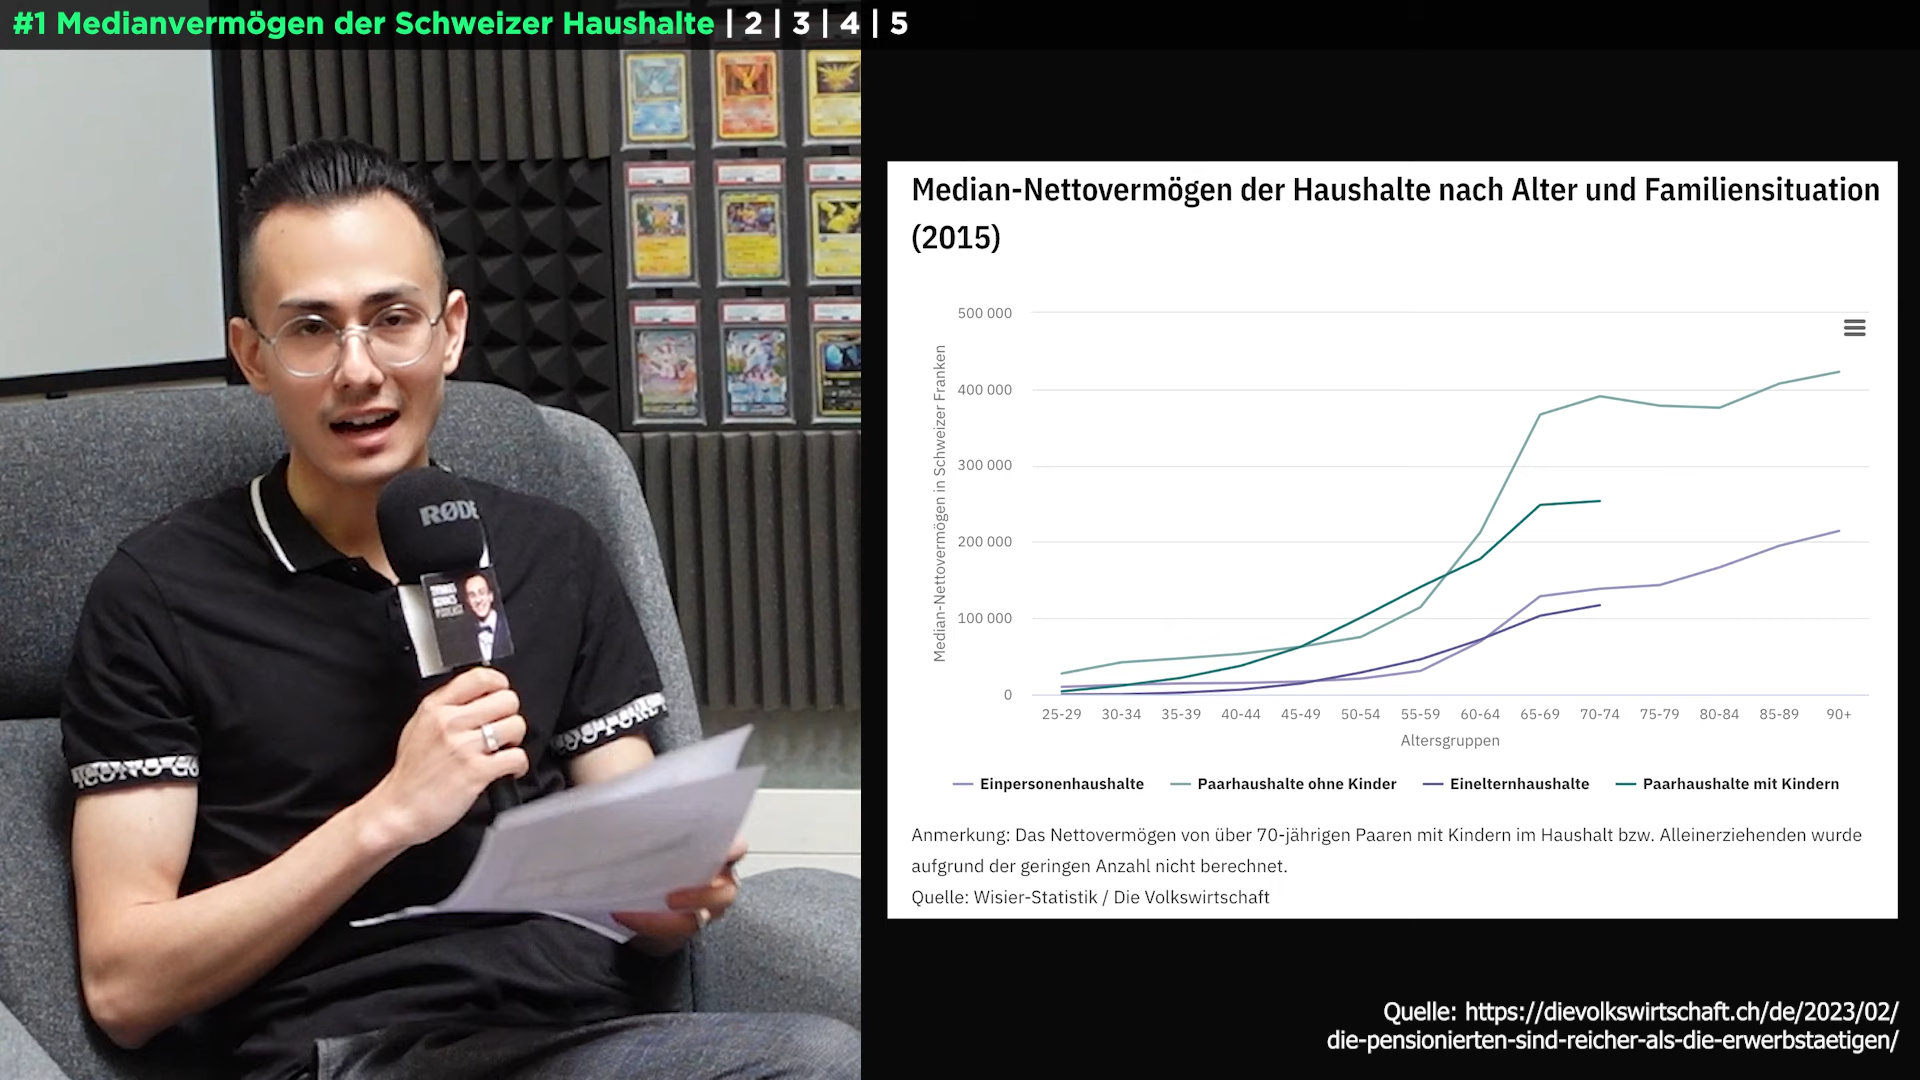 #1 Medianvermögen der Schweizer Haushalte | 2 | 3 | 4 | 5
RØDE
PODCAST
Median-Nettovermögen der Haushalte nach Alter und Familiensituation
(2015)
Median-Nettovermögen in Schweizer Franken
500 000
400 000
300 000
200 000
100 000
0
25-29 30-34 35-39 40-44 45-49 50-54 55-59 60-64 65-69 70-74 75-79 80-84 85-89 90+
Altersgruppen
Einpersonenhaushalte Paarhaushalte ohne Kinder Einelternhaushalte Paarhaushalte mit Kindern
Anmerkung: Das Nettovermögen von über 70-jährigen Paaren mit Kindern im Haushalt bzw. Alleinerziehenden wurde
aufgrund der geringen Anzahl nicht berechnet.
Quelle: Wisier-Statistik / Die Volkswirtschaft
Quelle: https://dievolkswirtschaft.ch/de/2023/02/
die-pensionierten-sind-reicher-als-die-erwerbstaetigen/